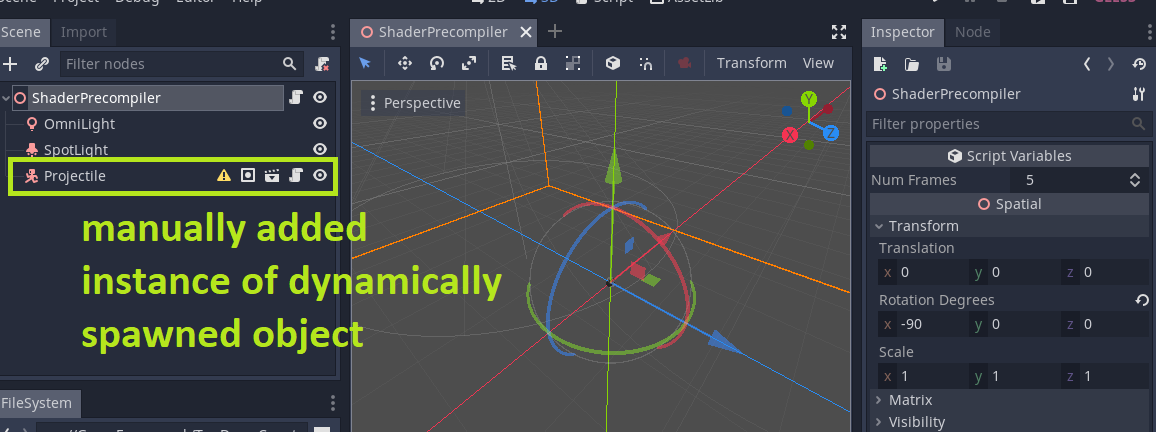 Scene Import
Filter nodes
ShaderPrecompiler
OmniLight
SpotLight
Projectile
manually added
instance of dynamically
spawned object
FileSystem
ShaderPrecompiler
Transform View
Perspective
Y
X
Z
Inspector Node
ShaderPrecompiler
Filter properties
Script Variables
Num Frames 5
Spatial
Transform
Translation
x 0 y 0 z 0
Rotation Degrees
x -90 y 0 z 0
Scale
x 1 y 1 z 1
Matrix
Visibility